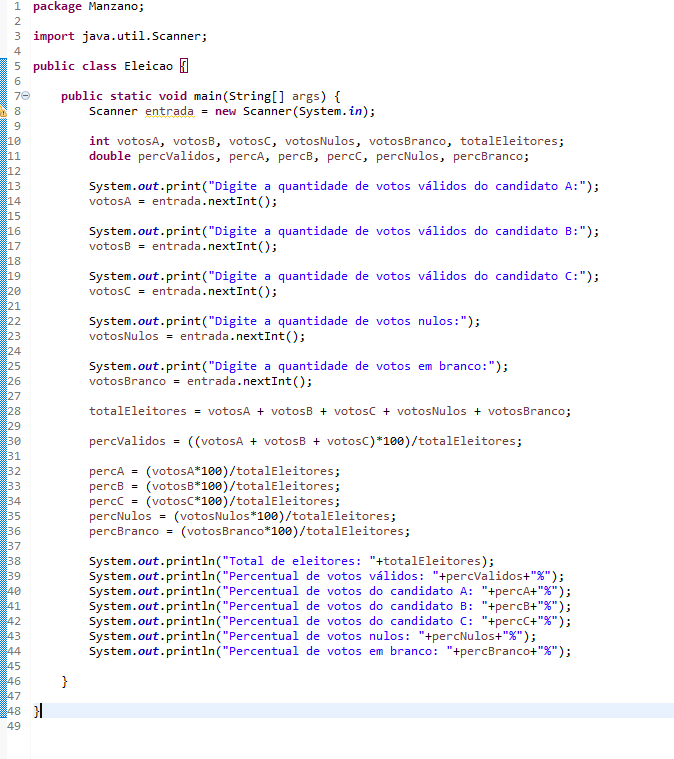 1 package Manzano;
2
3 import java.util.Scanner;
4
5 public class Eleicao {
6
7     public static void main(String[] args) {
8         Scanner entrada = new Scanner(System.in);
9
10         int votosA, votosB, votosC, votosNulos, votosBranco, totalEleitores;
11         double percValidos, percA, percB, percC, percNulos, percBranco;
12
13         System.out.print("Digite a quantidade de votos válidos do candidato A:");
14         votosA = entrada.nextInt();
15
16         System.out.print("Digite a quantidade de votos válidos do candidato B:");
17         votosB = entrada.nextInt();
18
19         System.out.print("Digite a quantidade de votos válidos do candidato C:");
20         votosC = entrada.nextInt();
21
22         System.out.print("Digite a quantidade de votos nulos:");
23         votosNulos = entrada.nextInt();
24
25         System.out.print("Digite a quantidade de votos em branco:");
26         votosBranco = entrada.nextInt();
27
28         totalEleitores = votosA + votosB + votosC + votosNulos + votosBranco;
29
30         percValidos = ((votosA + votosB + votosC)*100)/totalEleitores;
31
32         percA = (votosA*100)/totalEleitores;
33         percB = (votosB*100)/totalEleitores;
34         percC = (votosC*100)/totalEleitores;
35         percNulos = (votosNulos*100)/totalEleitores;
36         percBranco = (votosBranco*100)/totalEleitores;
37
38         System.out.println("Total de eleitores: "+totalEleitores);
39         System.out.println("Percentual de votos válidos: "+percValidos+"%");
40         System.out.println("Percentual de votos do candidato A: "+percA+"%");
41         System.out.println("Percentual de votos do candidato B: "+percB+"%");
42         System.out.println("Percentual de votos do candidato C: "+percC+"%");
43         System.out.println("Percentual de votos nulos: "+percNulos+"%");
44         System.out.println("Percentual de votos em branco: "+percBranco+"%");
45
46     }
47
48 }
49